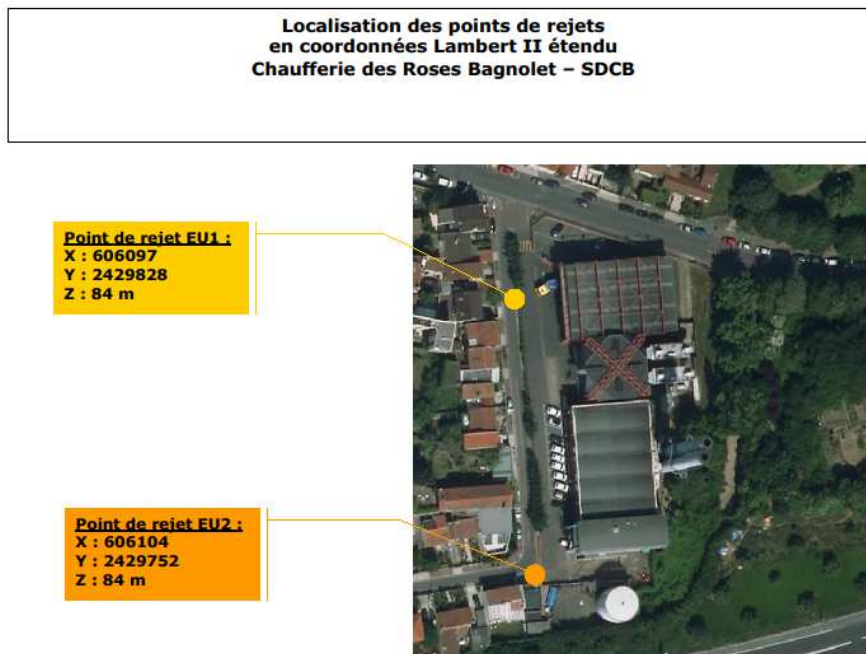 Localisation des points de rejets
en coordonnées Lambert II étendu
Chaufferie des Roses Bagnolet – SDCB
Point de rejet EU1 :
X : 606097
Y : 2429828
Z : 84 m
Point de rejet EU2 :
X : 606104
Y : 2429752
Z : 84 m